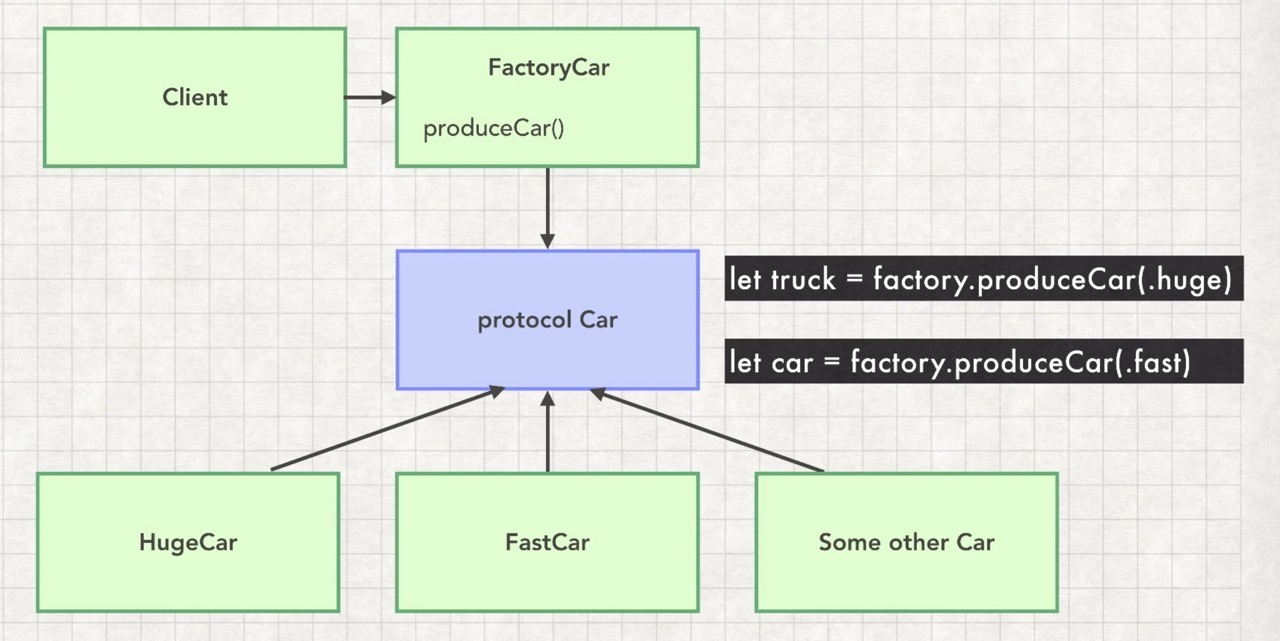 Client
FactoryCar
produceCar()
protocol Car
let truck = factory.produceCar(.huge)
let car = factory.produceCar(.fast)
HugeCar
FastCar
Some other Car